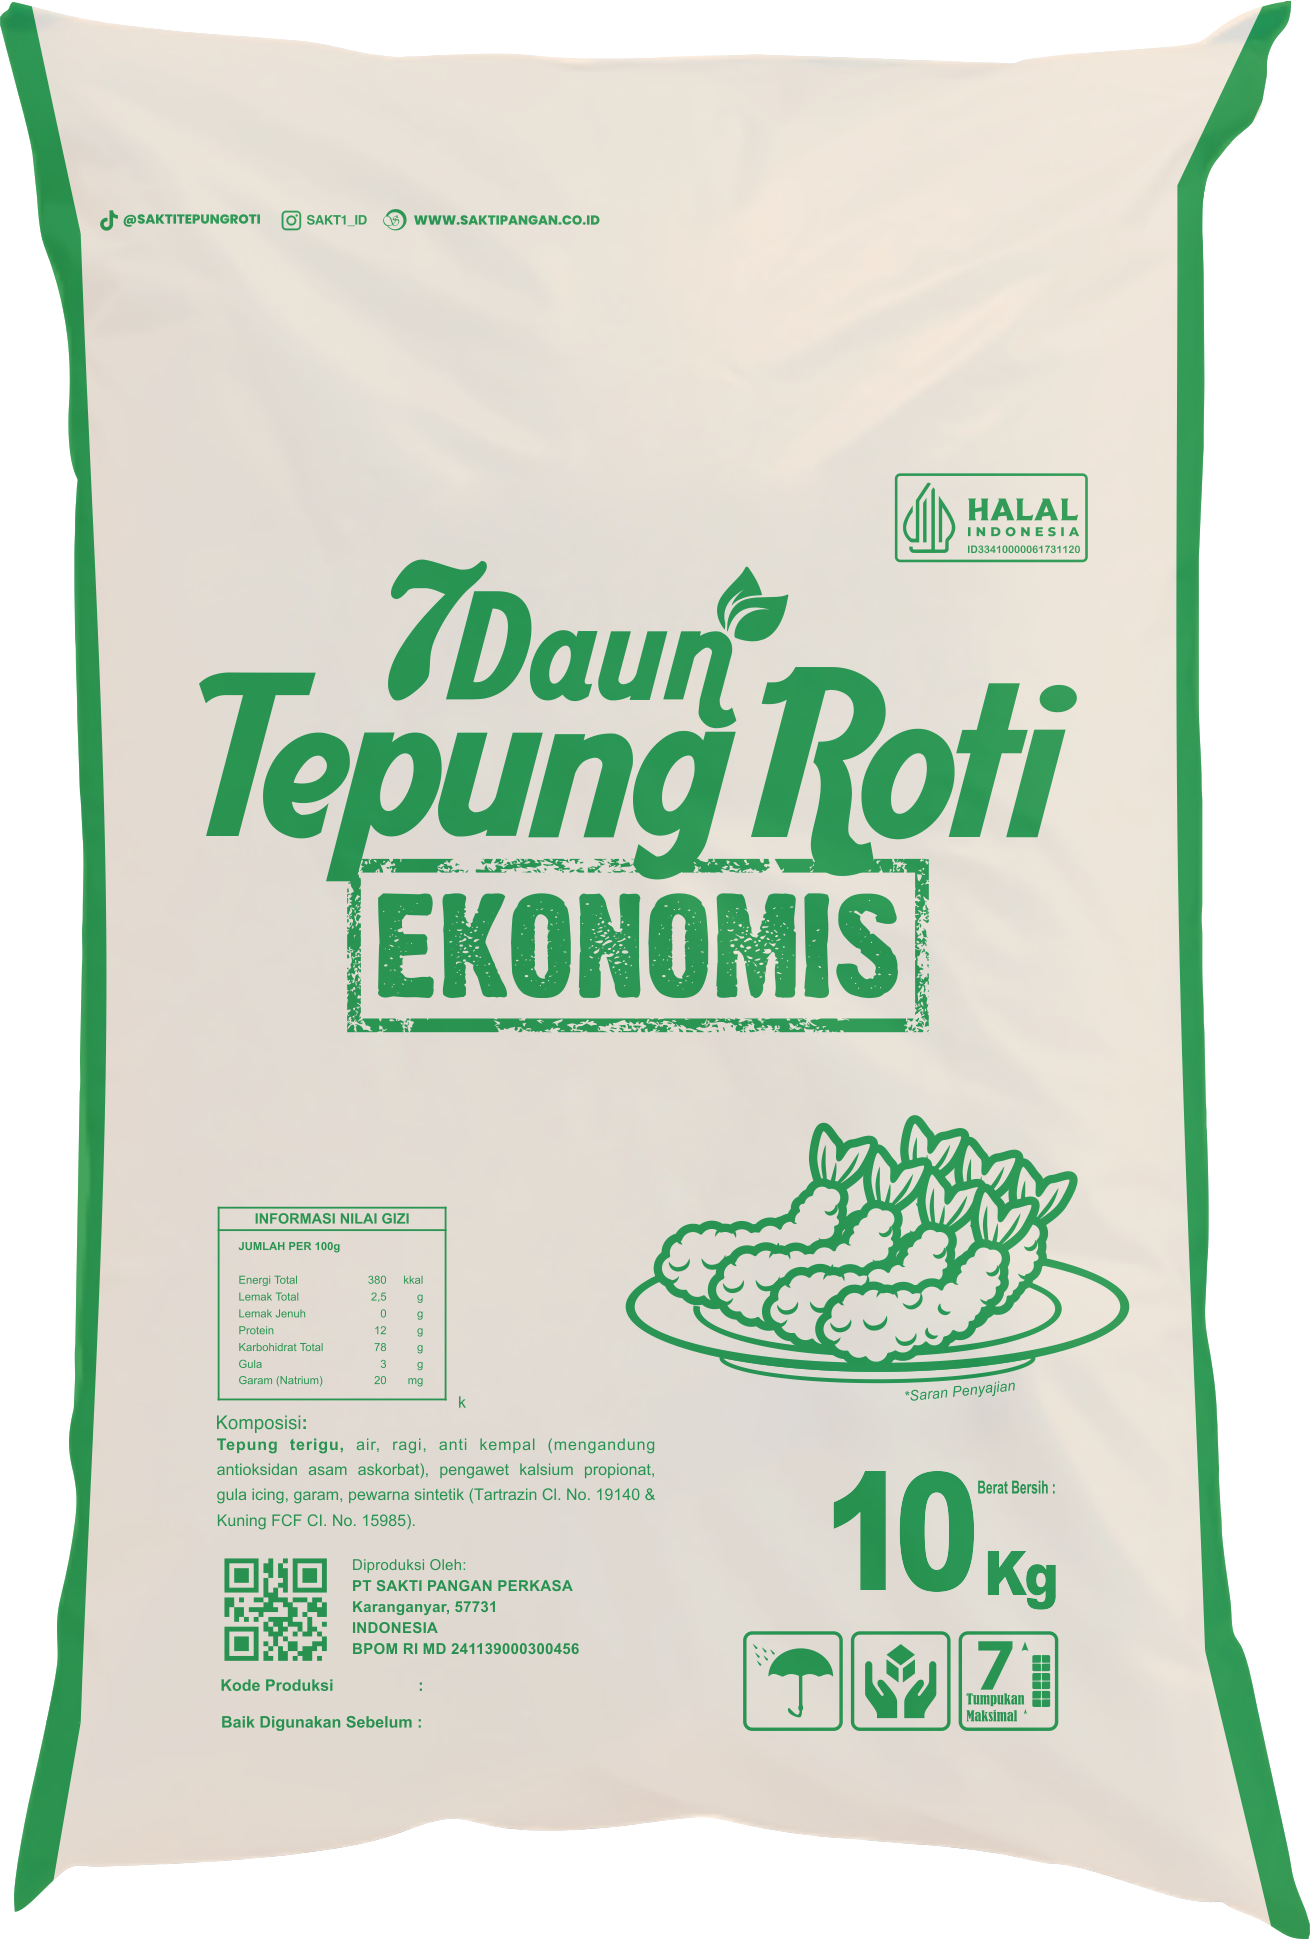 @SAKTITEPUNGROTI SAKT1_ID WWW.SAKTIPANGAN.CO.ID
HALAL
INDONESIA
ID33410000061731120
7Daun
Tepung Roti
EKONOMIS
INFORMASI NILAI GIZI
JUMLAH PER 100g
Energi Total 380 kkal
Lemak Total 2,5 g
Lemak Jenuh 0 g
Protein 12 g
Karbohidrat Total 78 g
Gula 3 g
Garam (Natrium) 20 mg
k
*Saran Penyajian
Komposisi:
Tepung terigu, air, ragi, anti kempal (mengandung
antioksidan asam askorbat), pengawet kalsium propionat,
gula icing, garam, pewarna sintetik (Tartrazin Cl. No. 19140 &
Kuning FCF CI. No. 15985).
Berat Bersih :
10 Kg
Diproduksi Oleh:
PT SAKTI PANGAN PERKASA
Karanganyar, 57731
INDONESIA
BPOM RI MD 241139000300456
Kode Produksi :
Baik Digunakan Sebelum :
7
Tumpukan
Maksimal